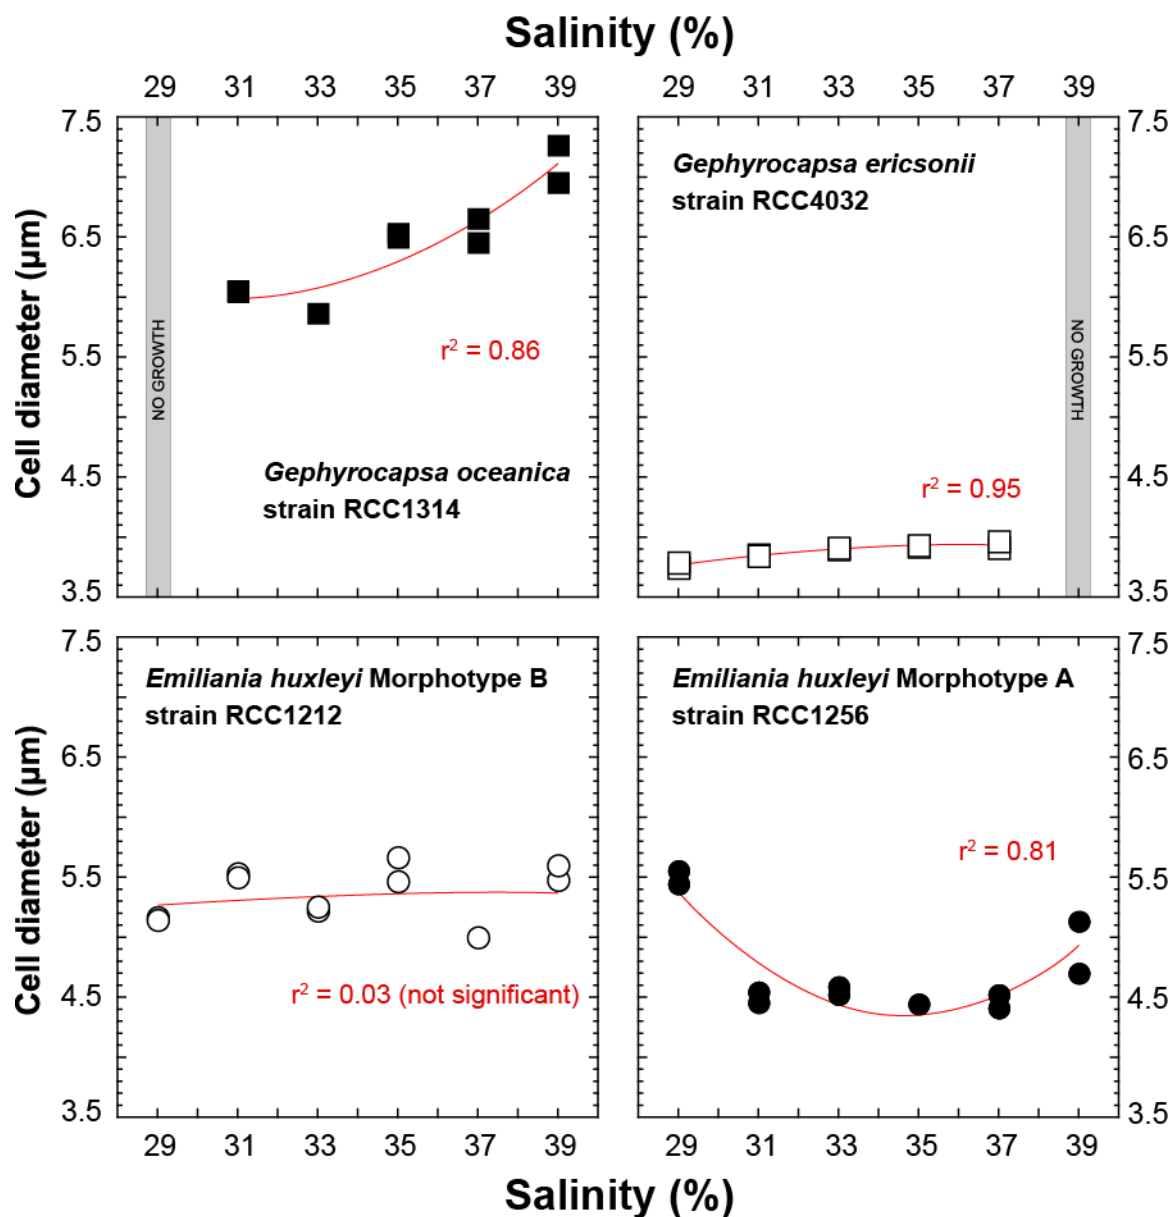 Salinity (%)
29 31 33 35 37 39
29 31 33 35 37 39
Cell diameter (µm)
7.5
6.5
5.5
4.5
3.5
NO GROWTH
r² = 0.86
Gephyrocapsa oceanica
strain RCC1314
Gephyrocapsa ericsonii
strain RCC4032
r² = 0.95
NO GROWTH
7.5
6.5
5.5
4.5
3.5
Cell diameter (µm)
7.5
6.5
5.5
4.5
3.5
Emiliania huxleyi Morphotype B
strain RCC1212
r² = 0.03 (not significant)
Emiliania huxleyi Morphotype A
strain RCC1256
r² = 0.81
7.5
6.5
5.5
4.5
3.5
29 31 33 35 37 39
29 31 33 35 37 39
Salinity (%)